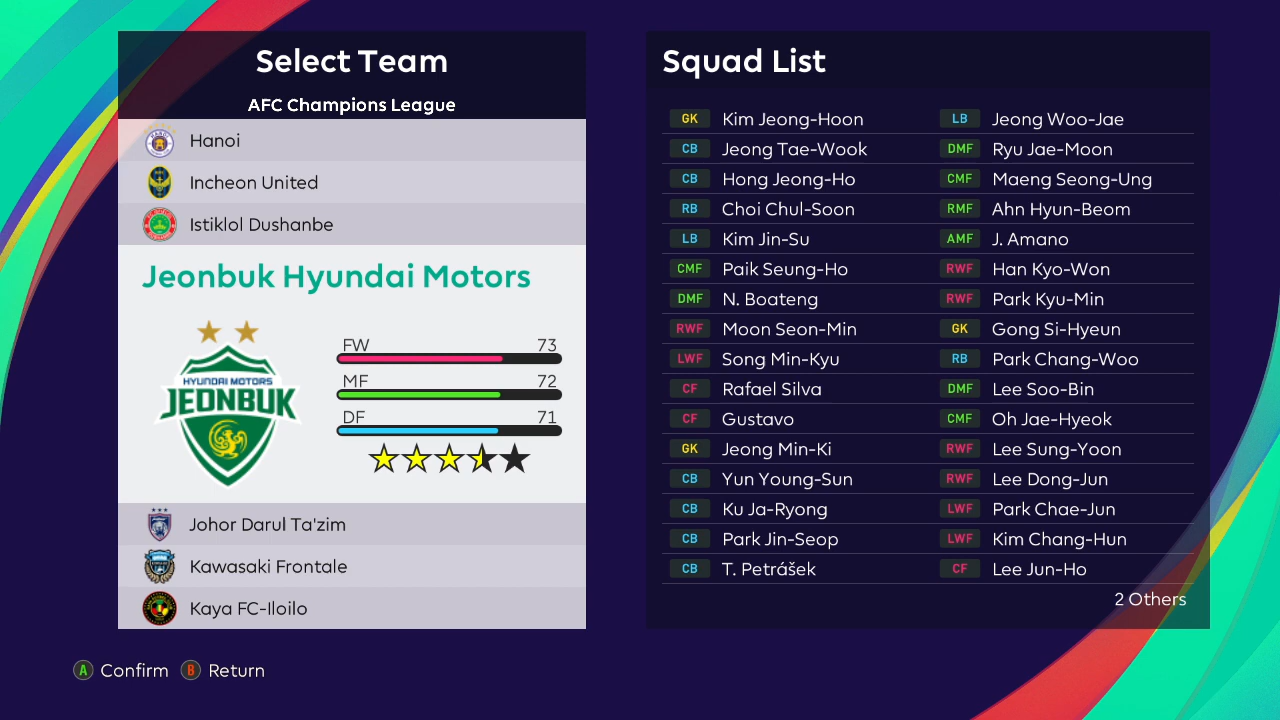 Select Team
AFC Champions League
Hanoi
Incheon United
Istiklol Dushanbe
Jeonbuk Hyundai Motors
HYUNDAI MOTORS
JEONBUK
FW 73
MF 72
DF 71
Johor Darul Ta'zim
Kawasaki Frontale
Kaya FC-Iloilo
A Confirm B Return
Squad List
GK Kim Jeong-Hoon LB Jeong Woo-Jae
CB Jeong Tae-Wook DMF Ryu Jae-Moon
CB Hong Jeong-Ho CMF Maeng Seong-Ung
RB Choi Chul-Soon RMF Ahn Hyun-Beom
LB Kim Jin-Su AMF J. Amano
CMF Paik Seung-Ho RWF Han Kyo-Won
DMF N. Boateng RWF Park Kyu-Min
RWF Moon Seon-Min GK Gong Si-Hyeun
LWF Song Min-Kyu RB Park Chang-Woo
CF Rafael Silva DMF Lee Soo-Bin
CF Gustavo CMF Oh Jae-Hyeok
GK Jeong Min-Ki RWF Lee Sung-Yoon
CB Yun Young-Sun RWF Lee Dong-Jun
CB Ku Ja-Ryong LWF Park Chae-Jun
CB Park Jin-Seop LWF Kim Chang-Hun
CB T. Petrášek CF Lee Jun-Ho
2 Others